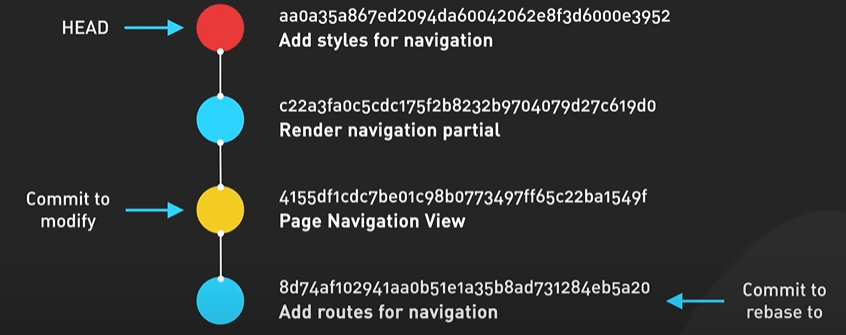 HEAD
aa0a35a867ed2094da60042062e8f3d6000e3952
Add styles for navigation
c22a3fa0c5cdc175f2b8232b9704079d27c619d0
Render navigation partial
Commit to
modify
4155df1cdc7be01c98b0773497ff65c22ba1549f
Page Navigation View
8d74af102941aa0b51e1a35b8ad731284eb5a20
Add routes for navigation
Commit to
rebase to